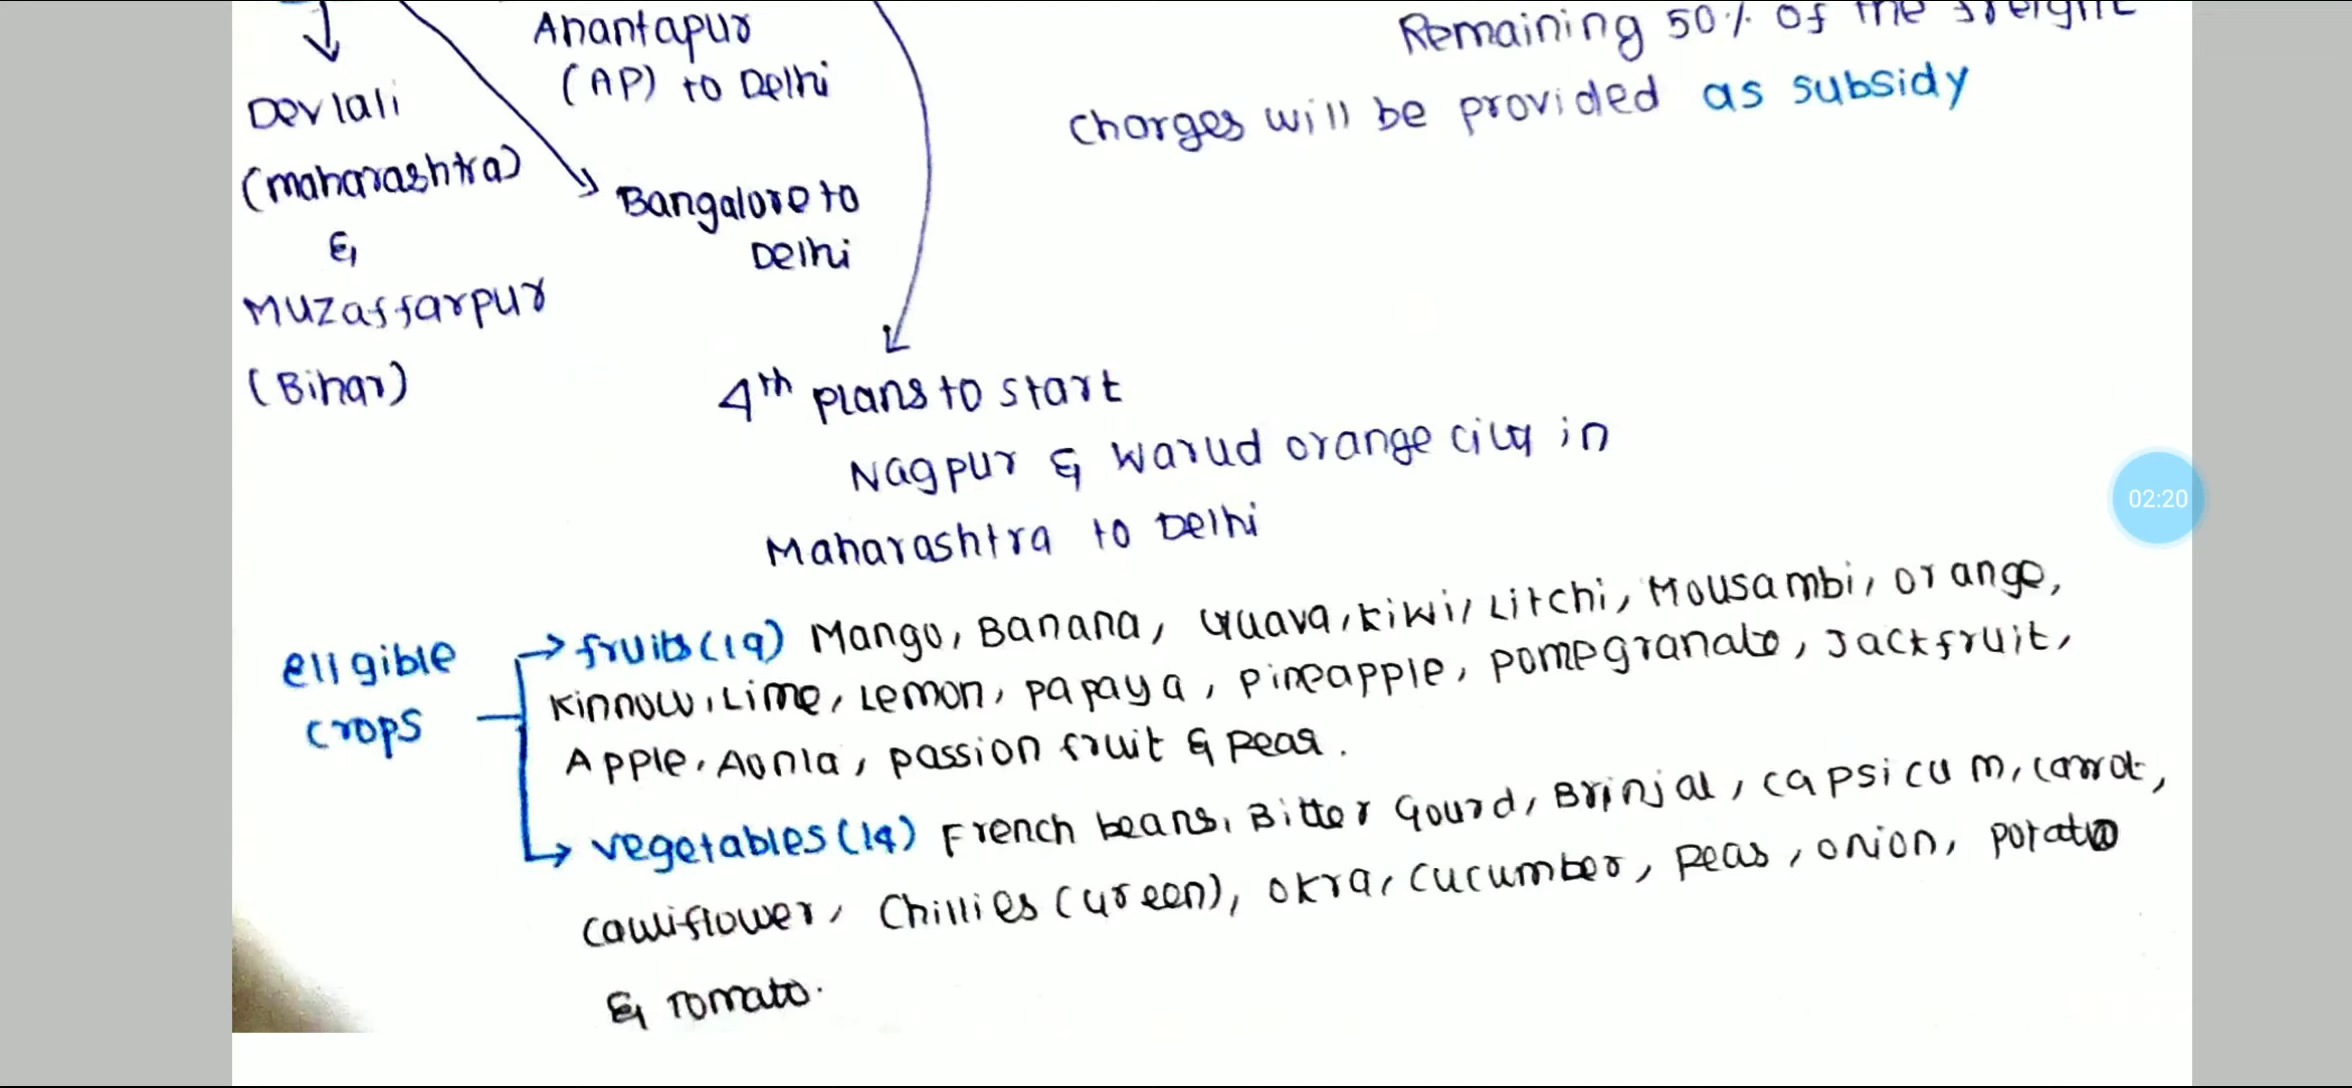 Devlali
(Maharashtra)
&
Muzaffarpur
(Bihar)
Anantapur
(AP) to Delhi
Bangalore to
Delhi
4th plans to start
Nagpur & Warud orange city in
Maharashtra to Delhi
Remaining 50% of the freight
charges will be provided as subsidy
02:20
eligible
crops
fruits (19) Mango, Banana, Guava, Kiwi, Litchi, Mousambi, orange,
Kinnow, Lime, Lemon, papaya, pineapple, pomegranate, Jackfruit,
Apple, Aonla, passion fruit & Pear.
vegetables (14) French beans, Bitter Gourd, Brinjal, capsicum, carrot,
cauliflower, Chillies (Green), okra, cucumber, peas, onion, potato
& Tomato.